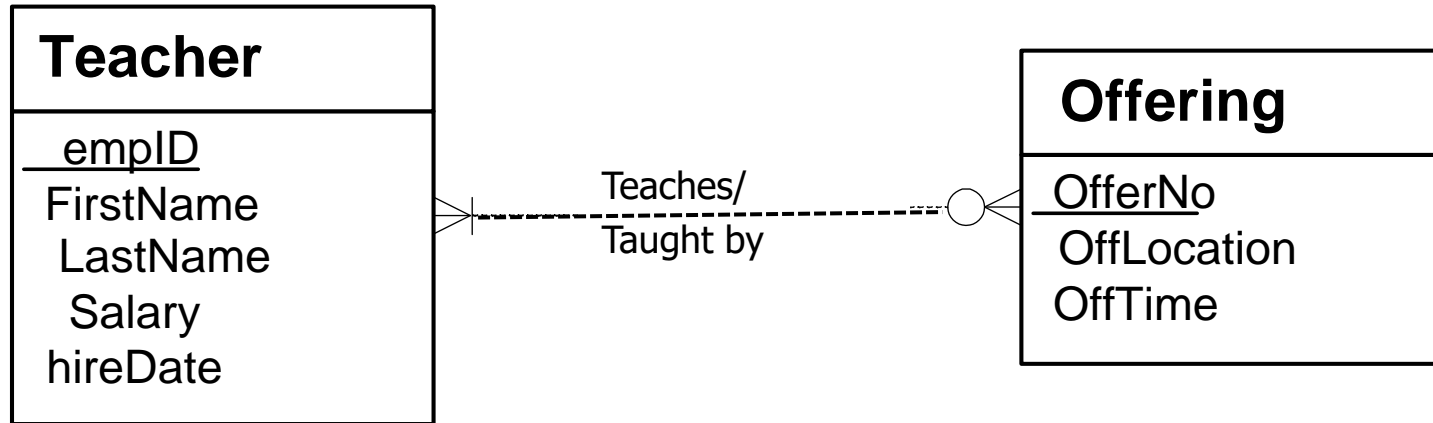 Teacher
empID
FirstName
LastName
Salary
hireDate
Teaches/
Taught by
Offering
OfferNo
OffLocation
OffTime